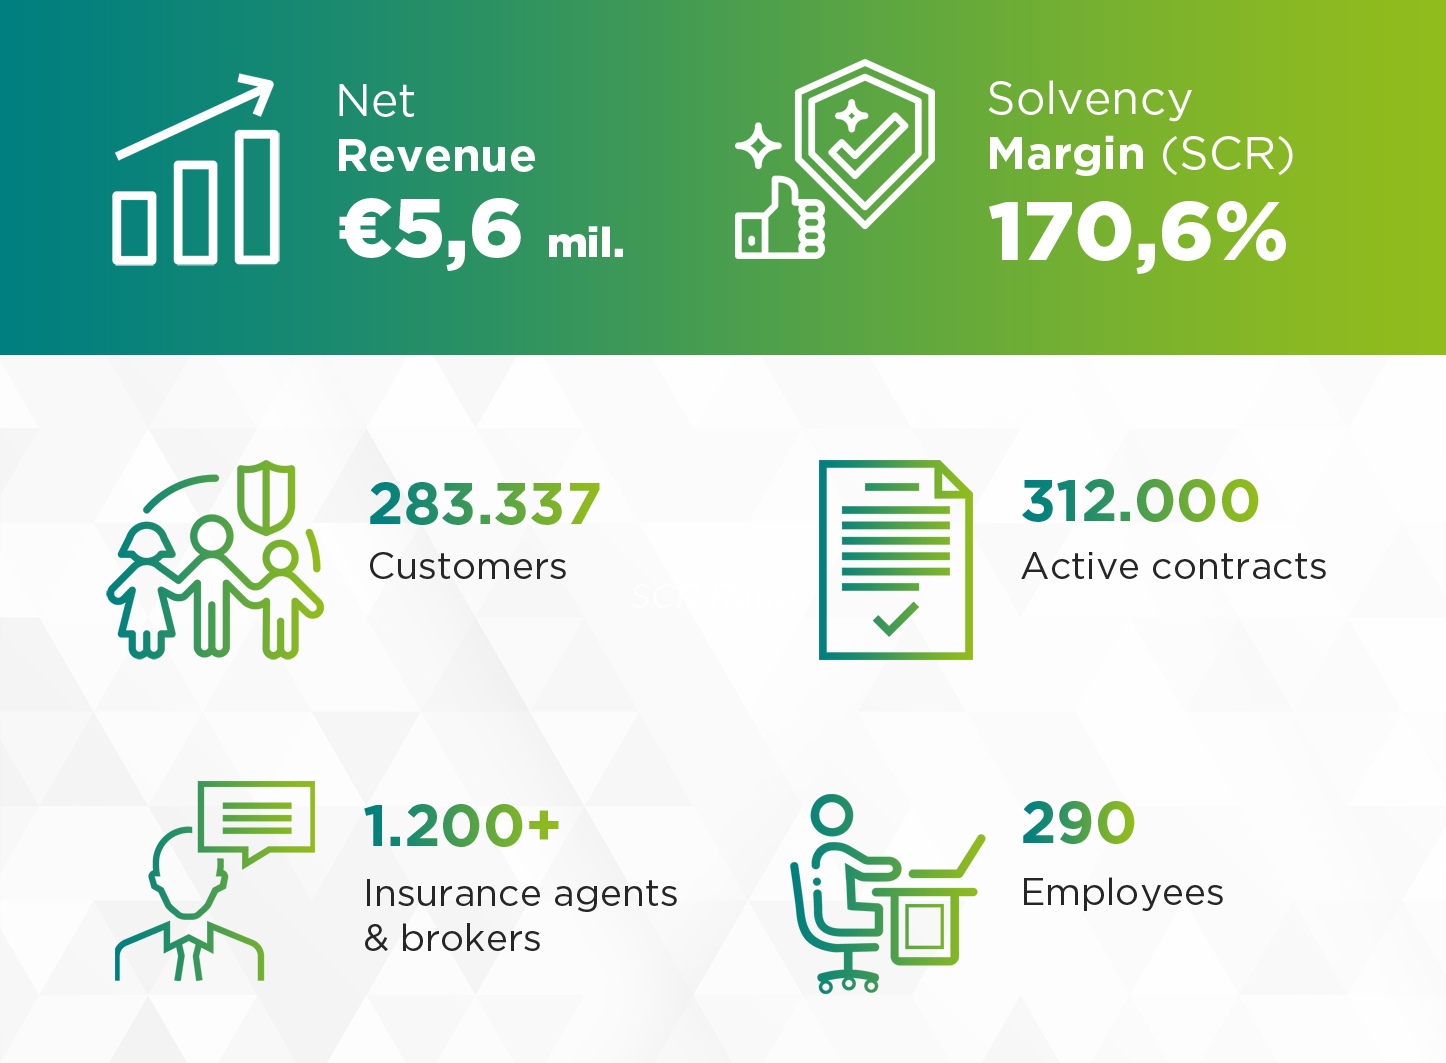 Net
Revenue
€5,6 mil.
Solvency
Margin (SCR)
170,6%
283.337
Customers
312.000
Active contracts
1.200+
Insurance agents
& brokers
290
Employees